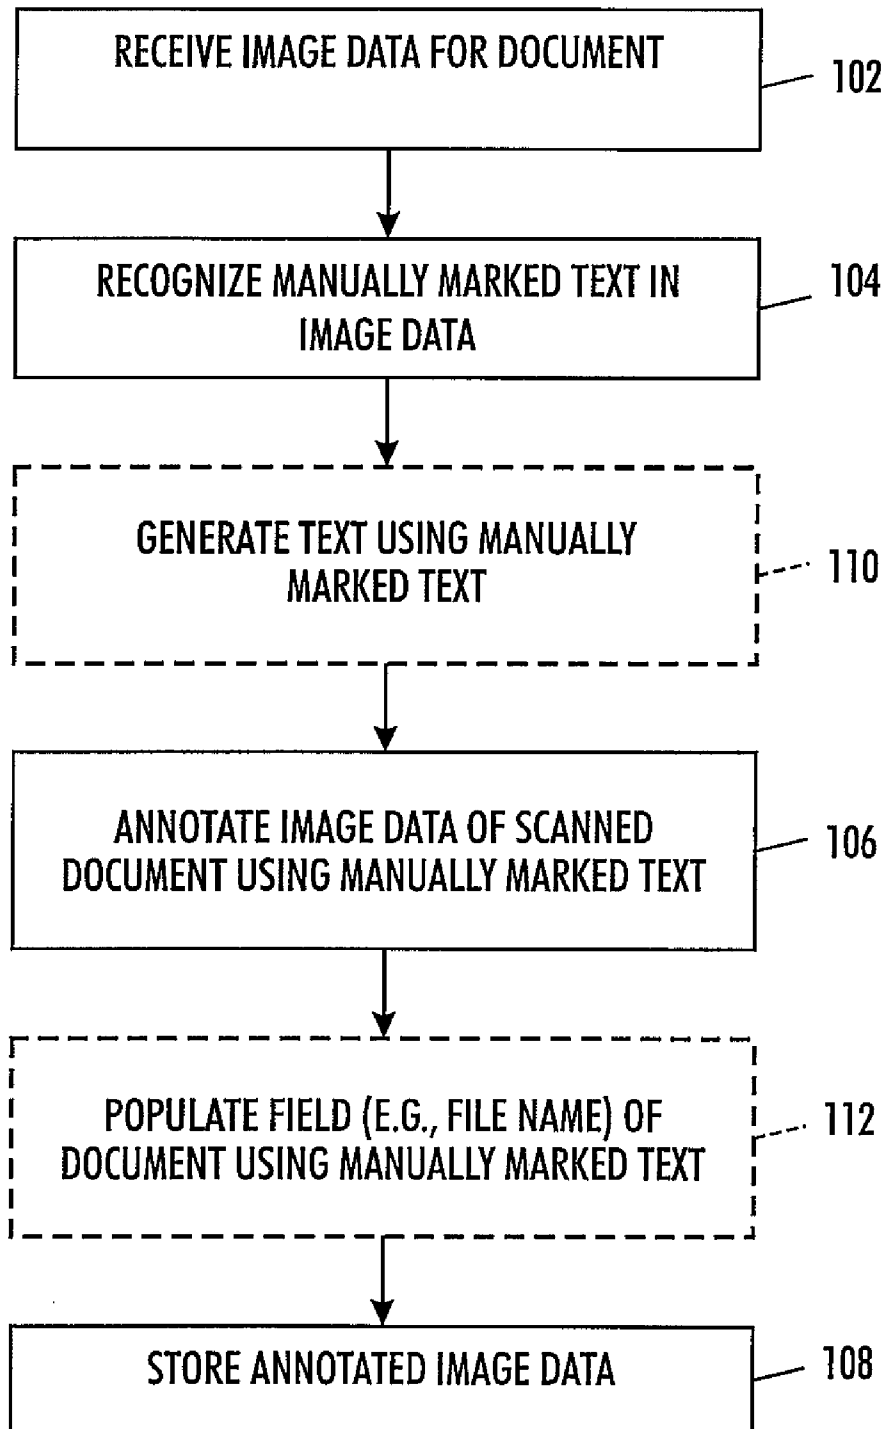 RECEIVE IMAGE DATA FOR DOCUMENT
102
RECOGNIZE MANUALLY MARKED TEXT IN
IMAGE DATA
104
GENERATE TEXT USING MANUALLY
MARKED TEXT
110
ANNOTATE IMAGE DATA OF SCANNED
DOCUMENT USING MANUALLY MARKED TEXT
106
POPULATE FIELD (E.G., FILE NAME) OF
DOCUMENT USING MANUALLY MARKED TEXT
112
STORE ANNOTATED IMAGE DATA
108